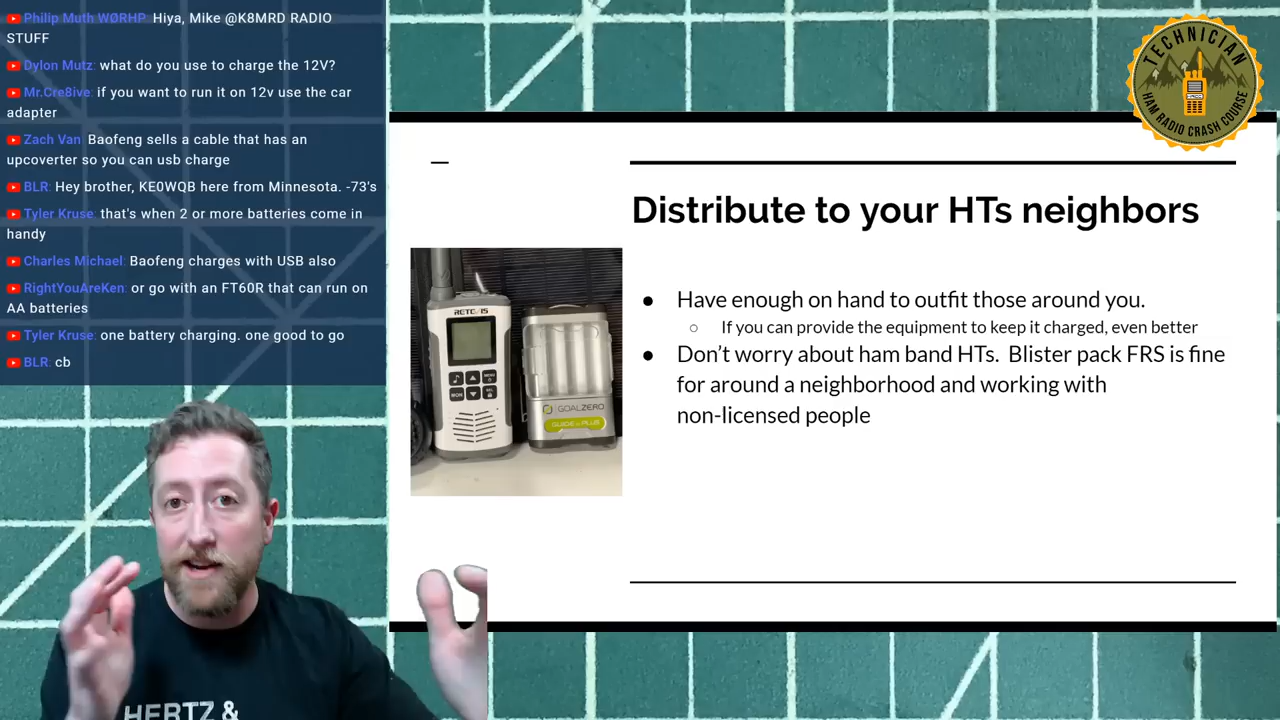 Philip Muth WØRHP: Hiya, Mike @K8MRD RADIO
STUFF
Dylon Mutz: what do you use to charge the 12V?
Mr.Cre8ive: if you want to run it on 12v use the car
adapter
Zach Van: Baofeng sells a cable that has an
upcoverter so you can usb charge
BLR: Hey brother, KE0WQB here from Minnesota. -73's
Tyler Kruse: that's when 2 or more batteries come in
handy
Charles Michael: Baofeng charges with USB also
RightYouAreKen: or go with an FT60R that can run on
AA batteries
Tyler Kruse: one battery charging. one good to go
BLR: cb
TECHNICIAN
HAM RADIO CRASH COURSE
Distribute to your HTs neighbors
● Have enough on hand to outfit those around you.
○ If you can provide the equipment to keep it charged, even better
● Don't worry about ham band HTs. Blister pack FRS is fine
for around a neighborhood and working with
non-licensed people
RETEVIS
MON
GOALZERO
GUIDE 10 PLUS
HERTZ &